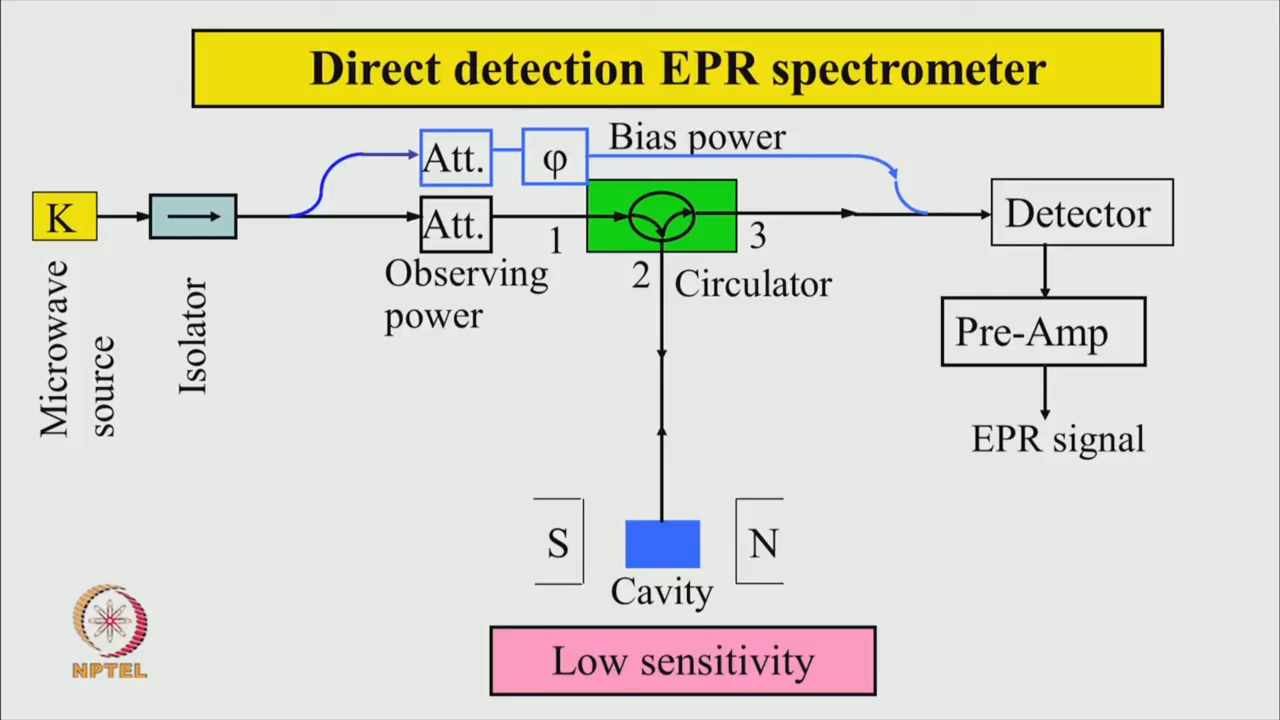 Direct detection EPR spectrometer
Bias power
Att.
φ
K
Att.
1
3
Detector
2
Circulator
Observing
power
Microwave
source
Isolator
Pre-Amp
EPR signal
S
N
Cavity
Low sensitivity
NPTEL